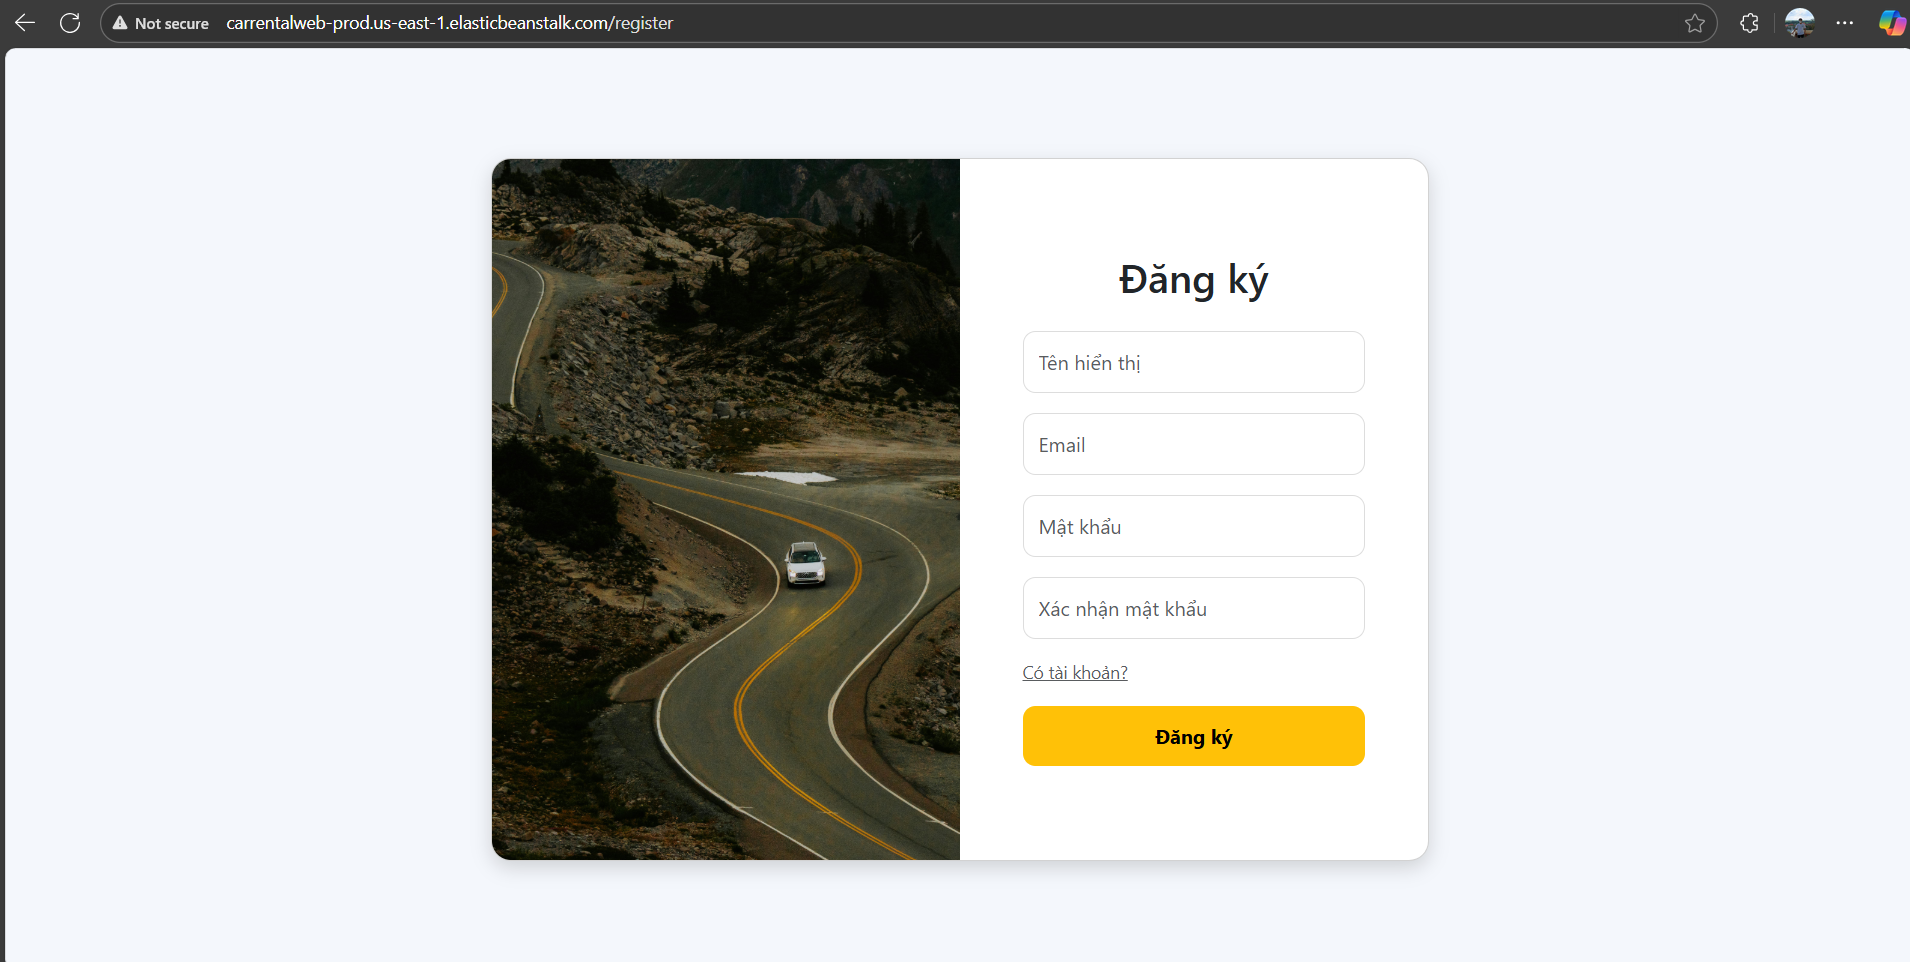 Not secure carrentalweb-prod.us-east-1.elasticbeanstalk.com/register
Đăng ký
Tên hiển thị
Email
Mật khẩu
Xác nhận mật khẩu
Có tài khoản?
Đăng ký